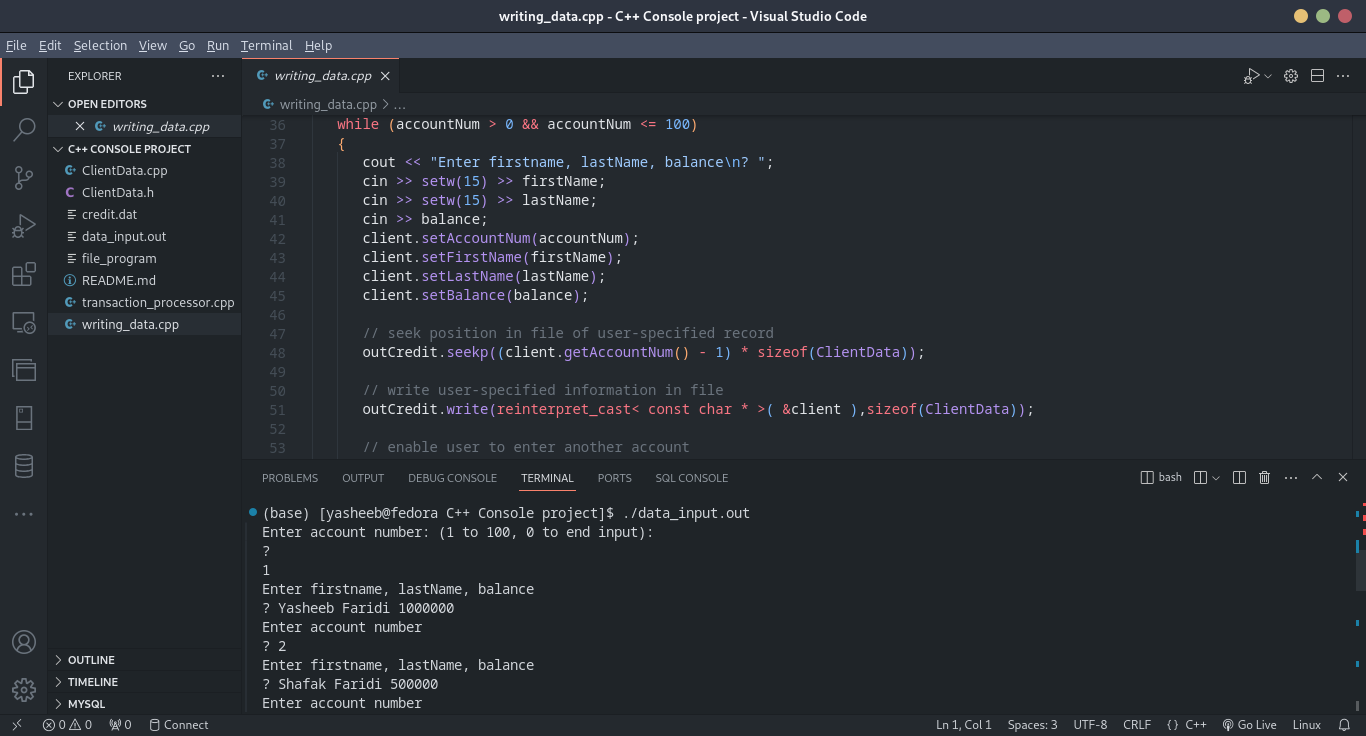 writing_data.cpp - C++ Console project - Visual Studio Code
File Edit Selection View Go Run Terminal Help
EXPLORER
OPEN EDITORS
writing_data.cpp
C++ CONSOLE PROJECT
ClientData.cpp
C ClientData.h
credit.dat
data_input.out
file_program
README.md
transaction_processor.cpp
writing_data.cpp
OUTLINE
TIMELINE
MYSQL
writing_data.cpp
writing_data.cpp > ...
36 while (accountNum > 0 && accountNum <= 100)
37 {
38 cout << "Enter firstname, lastName, balance\n? ";
39 cin >> setw(15) >> firstName;
40 cin >> setw(15) >> lastName;
41 cin >> balance;
42 client.setAccountNum(accountNum);
43 client.setFirstName(firstName);
44 client.setLastName(lastName);
45 client.setBalance(balance);
46
47 // seek position in file of user-specified record
48 outCredit.seekp((client.getAccountNum() - 1) * sizeof(ClientData));
49
50 // write user-specified information in file
51 outCredit.write(reinterpret_cast< const char * >( &client ),sizeof(ClientData));
52
53 // enable user to enter another account
PROBLEMS OUTPUT DEBUG CONSOLE TERMINAL PORTS SQL CONSOLE
bash
(base) [yasheeb@fedora C++ Console project]$ ./data_input.out
Enter account number: (1 to 100, 0 to end input):
?
1
Enter firstname, lastName, balance
? Yasheeb Faridi 1000000
Enter account number
? 2
Enter firstname, lastName, balance
? Shafak Faridi 500000
Enter account number
0 0 0 Connect
Ln 1, Col 1 Spaces: 3 UTF-8 CRLF {} C++ Go Live Linux